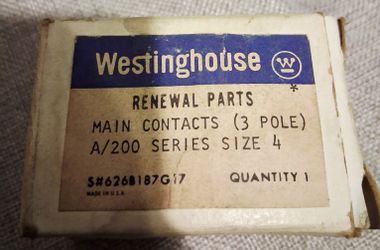 Westinghouse W
*
RENEWAL PARTS
MAIN CONTACTS (3 POLE)
A/200 SERIES SIZE 4
S#626B187G17 QUANTITY 1
MADE IN U.S.A.